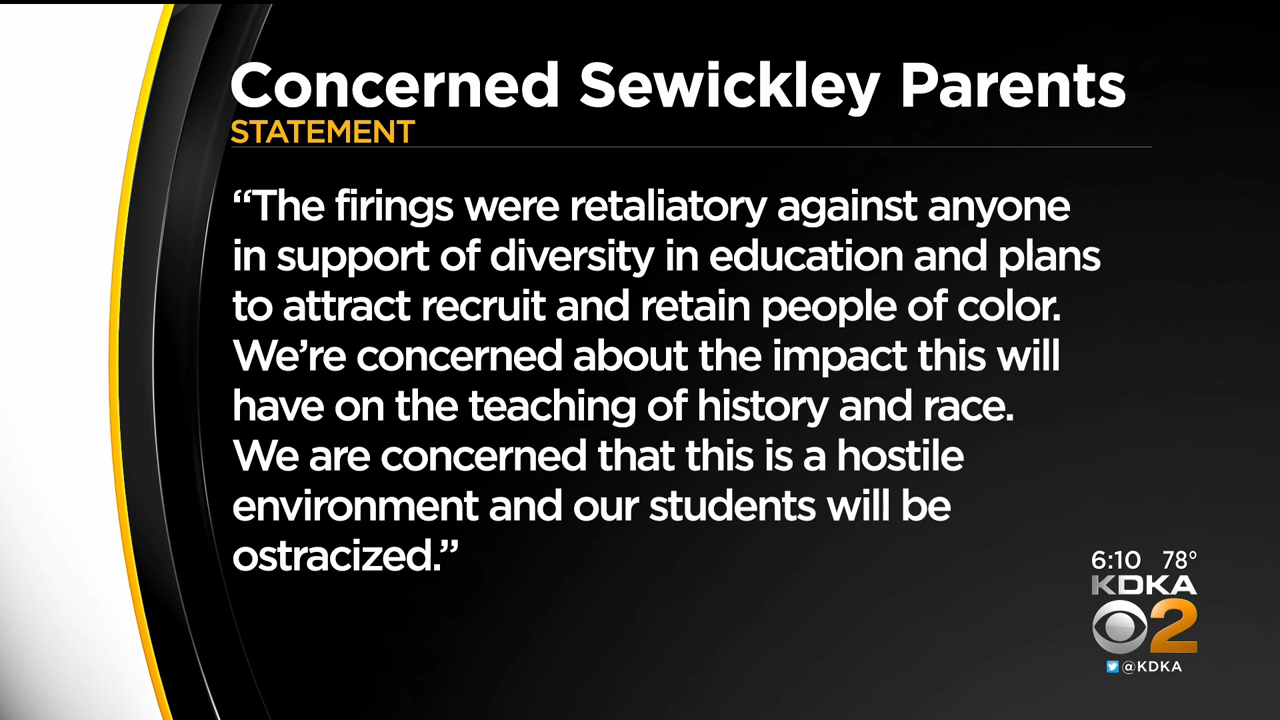 Concerned Sewickley Parents
STATEMENT
“The firings were retaliatory against anyone
in support of diversity in education and plans
to attract recruit and retain people of color.
We’re concerned about the impact this will
have on the teaching of history and race.
We are concerned that this is a hostile
environment and our students will be
ostracized.”
6:10 78°
KDKA
2
@KDKA